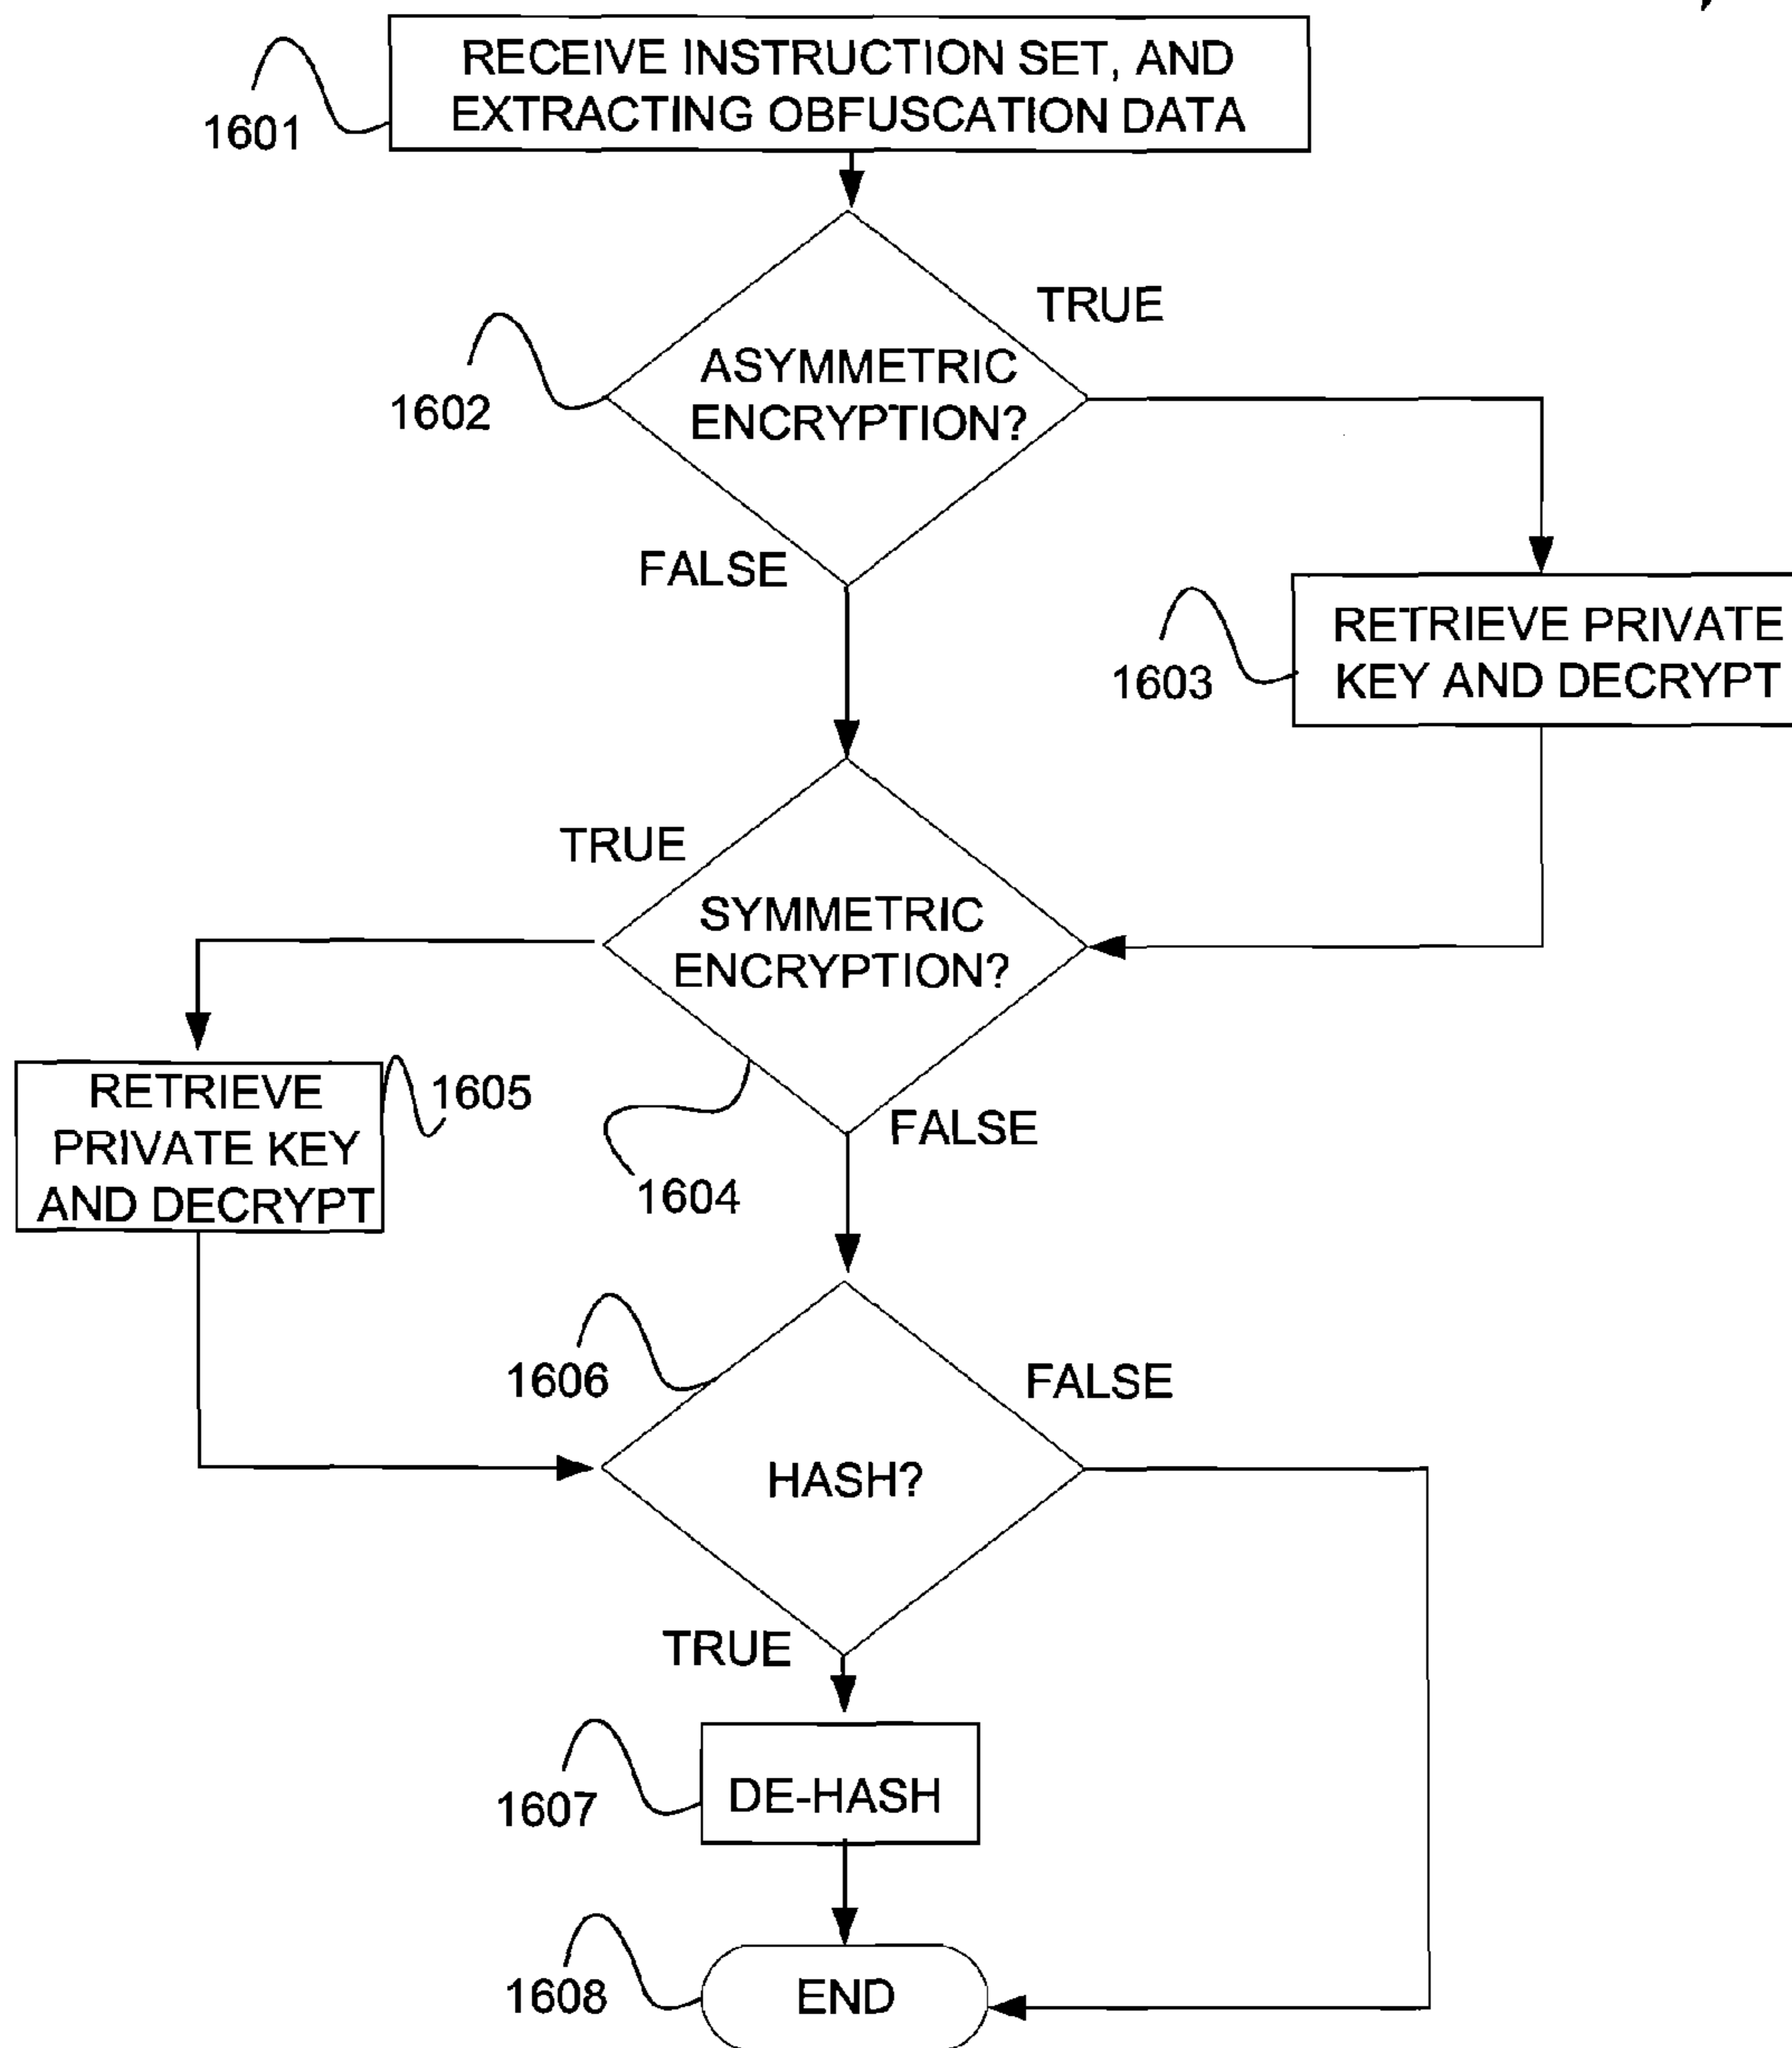 RECEIVE INSTRUCTION SET, AND
EXTRACTING OBFUSCATION DATA
1601
TRUE
ASYMMETRIC
ENCRYPTION?
1602
FALSE
RETRIEVE PRIVATE
KEY AND DECRYPT
1603
TRUE
SYMMETRIC
ENCRYPTION?
RETRIEVE
PRIVATE KEY
AND DECRYPT
1605
FALSE
1604
1606
FALSE
HASH?
TRUE
DE-HASH
1607
END
1608